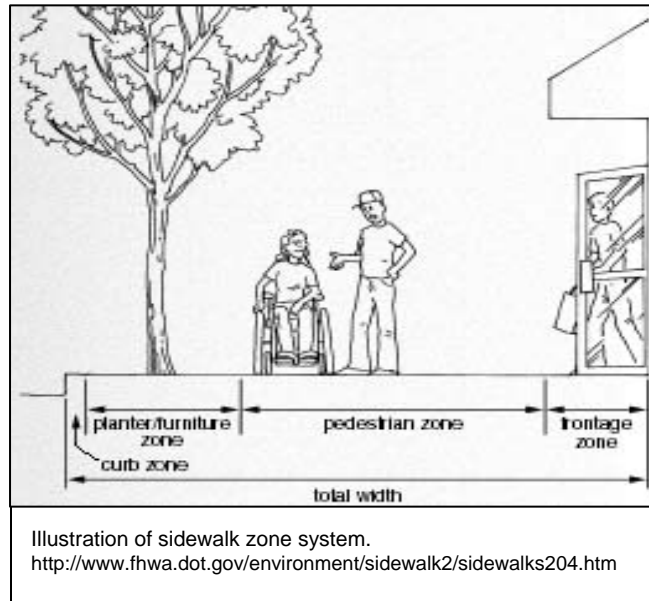 planter/furniture
zone
pedestrian zone
frontage
zone
curb zone
total width
Illustration of sidewalk zone system.
http://www.fhwa.dot.gov/environment/sidewalk2/sidewalks204.htm